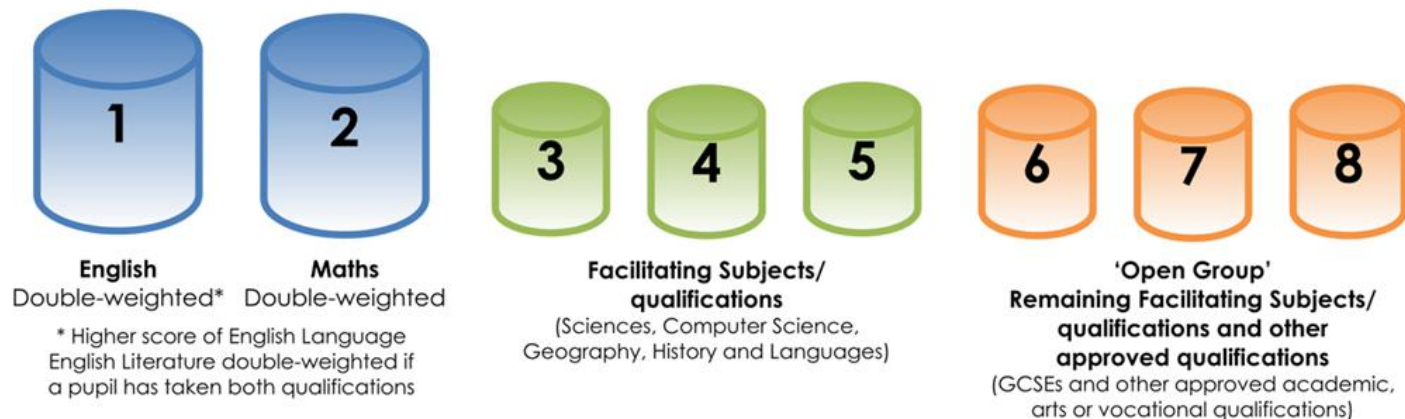 1
2
3
4
5
6
7
8
English
Double-weighted*
Maths
Double-weighted
* Higher score of English Language
English Literature double-weighted if
a pupil has taken both qualifications
Facilitating Subjects/
qualifications
(Sciences, Computer Science,
Geography, History and Languages)
‘Open Group’
Remaining Facilitating Subjects/
qualifications and other
approved qualifications
(GCSEs and other approved academic,
arts or vocational qualifications)